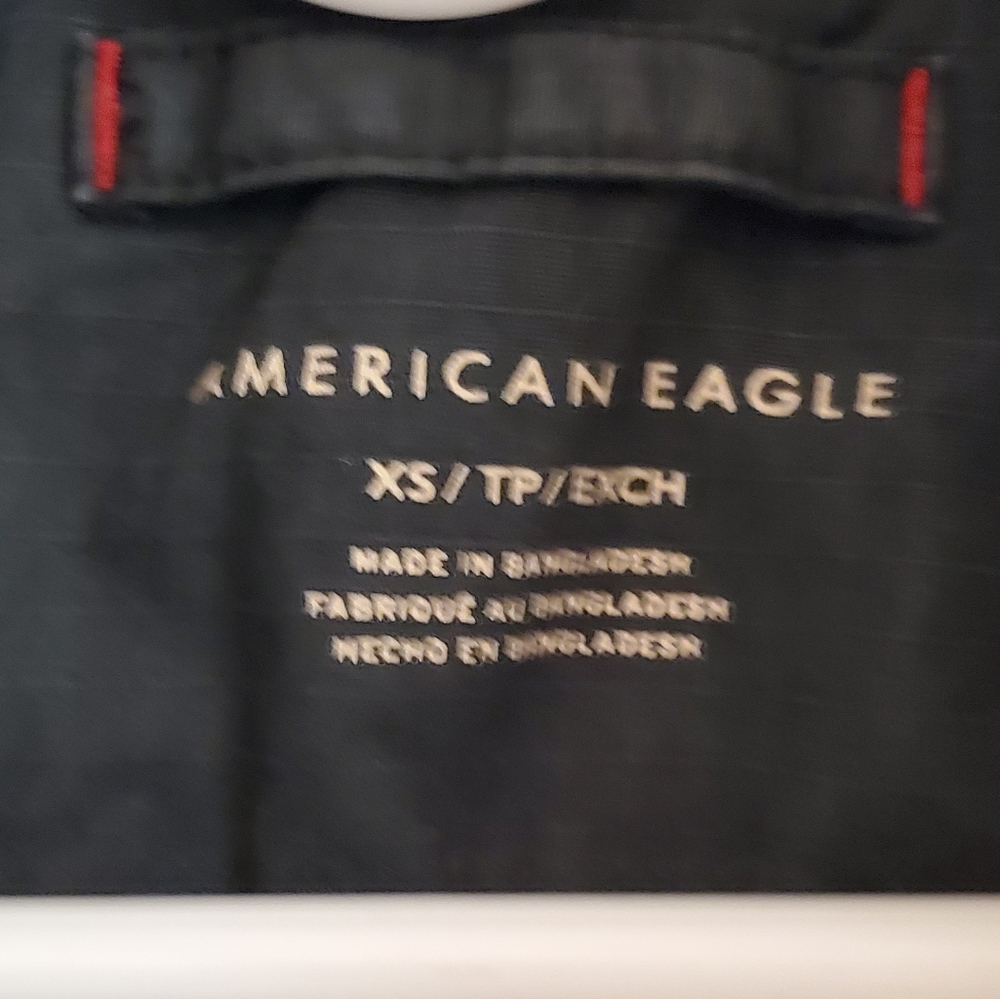 AMERICAN EAGLE
XS/TP/EXCH
MADE IN BANGLADESH
FABRIQUÉ AU BANGLADESH
HECHO EN BANGLADESH